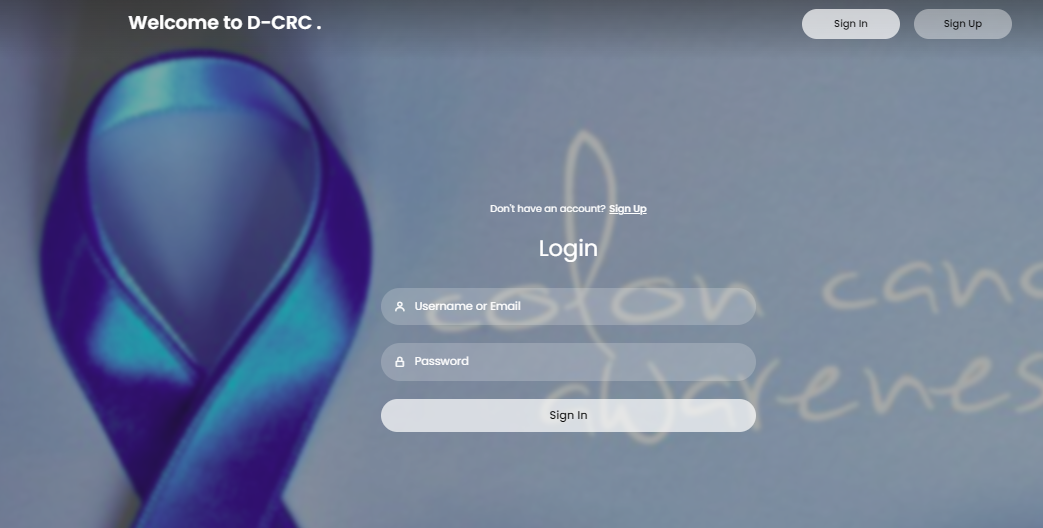 Welcome to D-CRC .
Sign In
Sign Up
Don't have an account? Sign Up
Login
Username or Email
Password
Sign In
colon canc
awarenes